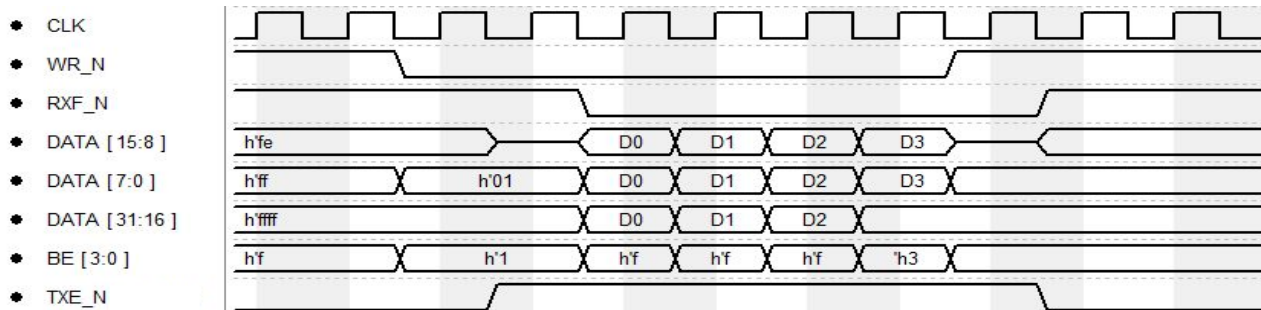 CLK
WR_N
RXF_N
DATA [ 15:8 ] h'fe D0 D1 D2 D3
DATA [7:0] h'ff h'01 D0 D1 D2 D3
DATA [31:16 ] h'ffff D0 D1 D2
BE [ 3:0 ] h'f h'1 h'f h'f h'f 'h3
TXE_N